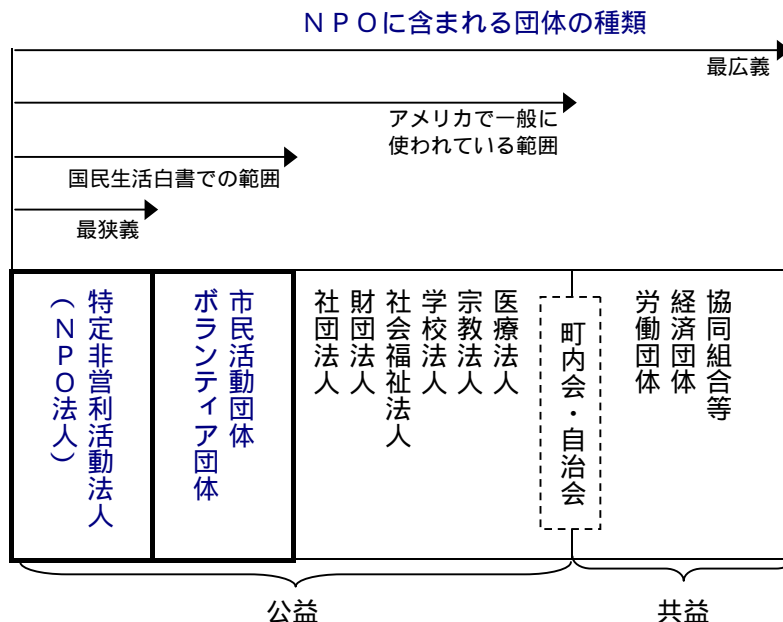 ＮＰＯに含まれる団体の種類
最広義
アメリカで一般に
使われている範囲
国民生活白書での範囲
最狭義
特定非営利活動法人
（ＮＰＯ法人）
市民活動団体
ボランティア団体
社団法人
財団法人
社会福祉法人
学校法人
宗教法人
医療法人
町内会・自治会
労働団体
経済団体
協同組合等
公益
共益